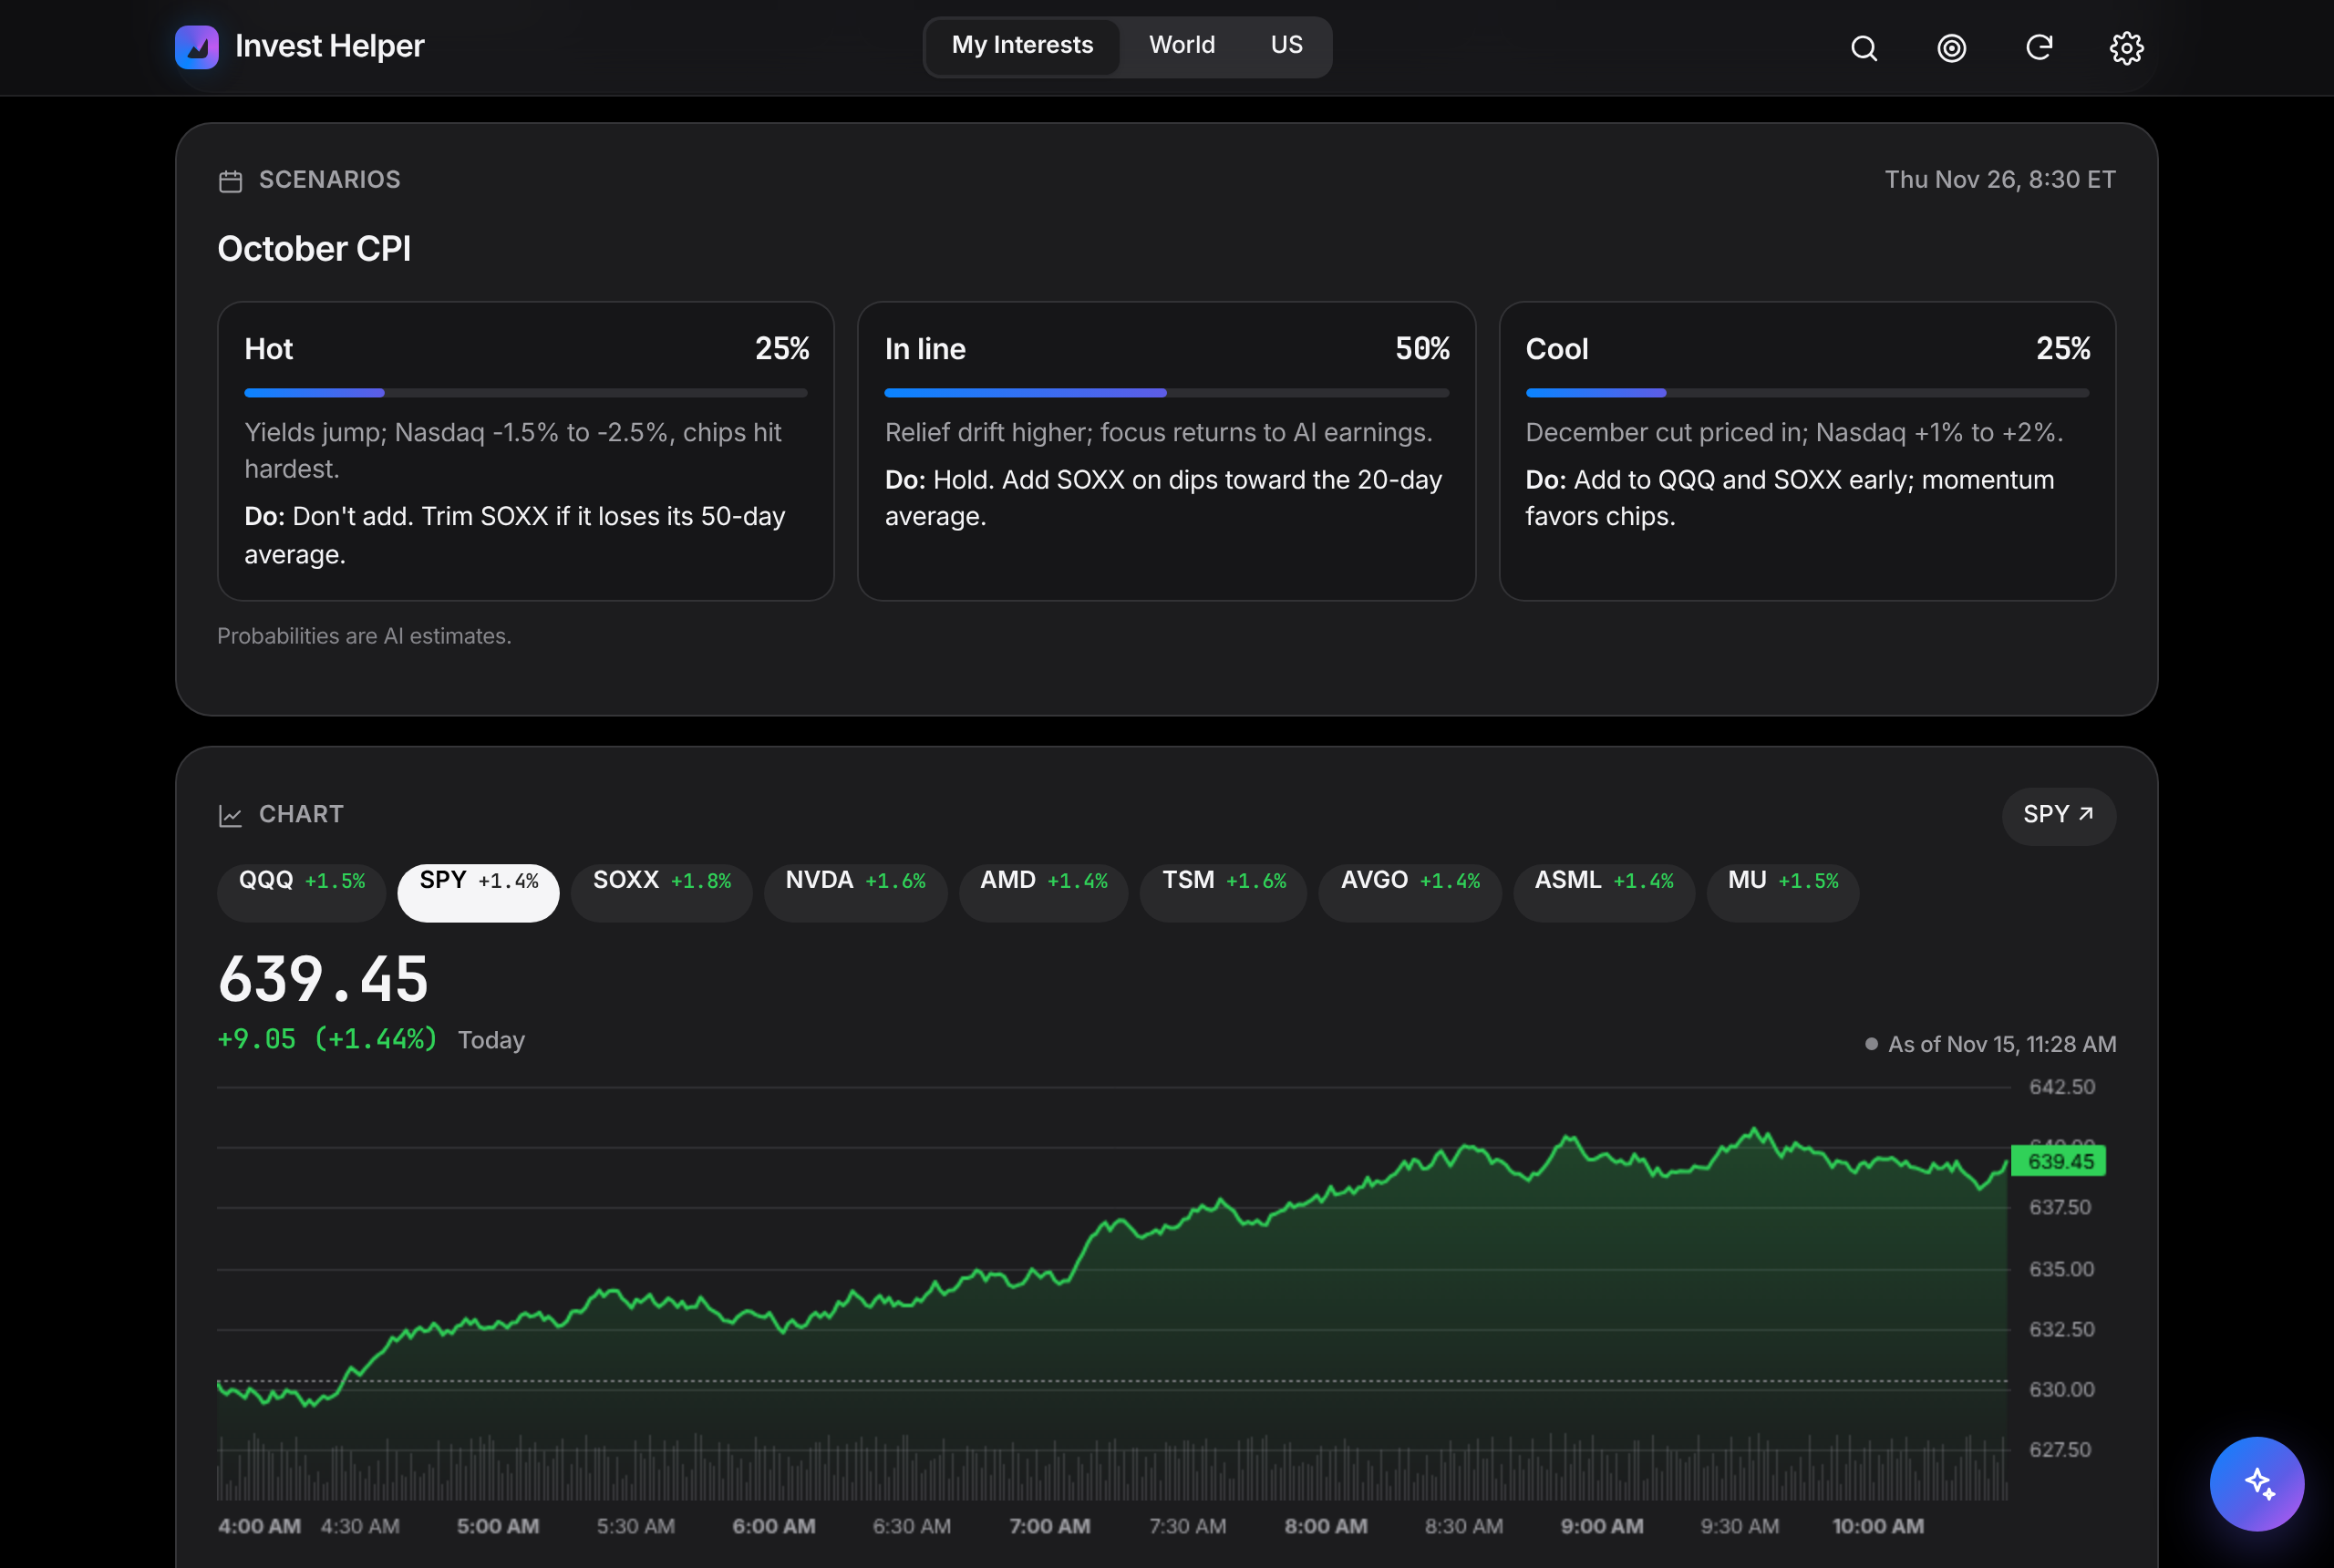 Invest Helper
My Interests
World
US
SCENARIOS
Thu Nov 26, 8:30 ET
October CPI
Hot
25%
Yields jump; Nasdaq -1.5% to -2.5%, chips hit
hardest.
Do: Don't add. Trim SOXX if it loses its 50-day
average.
In line
50%
Relief drift higher; focus returns to AI earnings.
Do: Hold. Add SOXX on dips toward the 20-day
average.
Cool
25%
December cut priced in; Nasdaq +1% to +2%.
Do: Add to QQQ and SOXX early; momentum
favors chips.
Probabilities are AI estimates.
CHART
SPY ↗
QQQ +1.5%
SPY +1.4%
SOXX +1.8%
NVDA +1.6%
AMD +1.4%
TSM +1.6%
AVGO +1.4%
ASML +1.4%
MU +1.5%
639.45
+9.05 (+1.44%) Today
As of Nov 15, 11:28 AM
642.50
639.45
637.50
635.00
632.50
630.00
627.50
4:00 AM
4:30 AM
5:00 AM
5:30 AM
6:00 AM
6:30 AM
7:00 AM
7:30 AM
8:00 AM
8:30 AM
9:00 AM
9:30 AM
10:00 AM